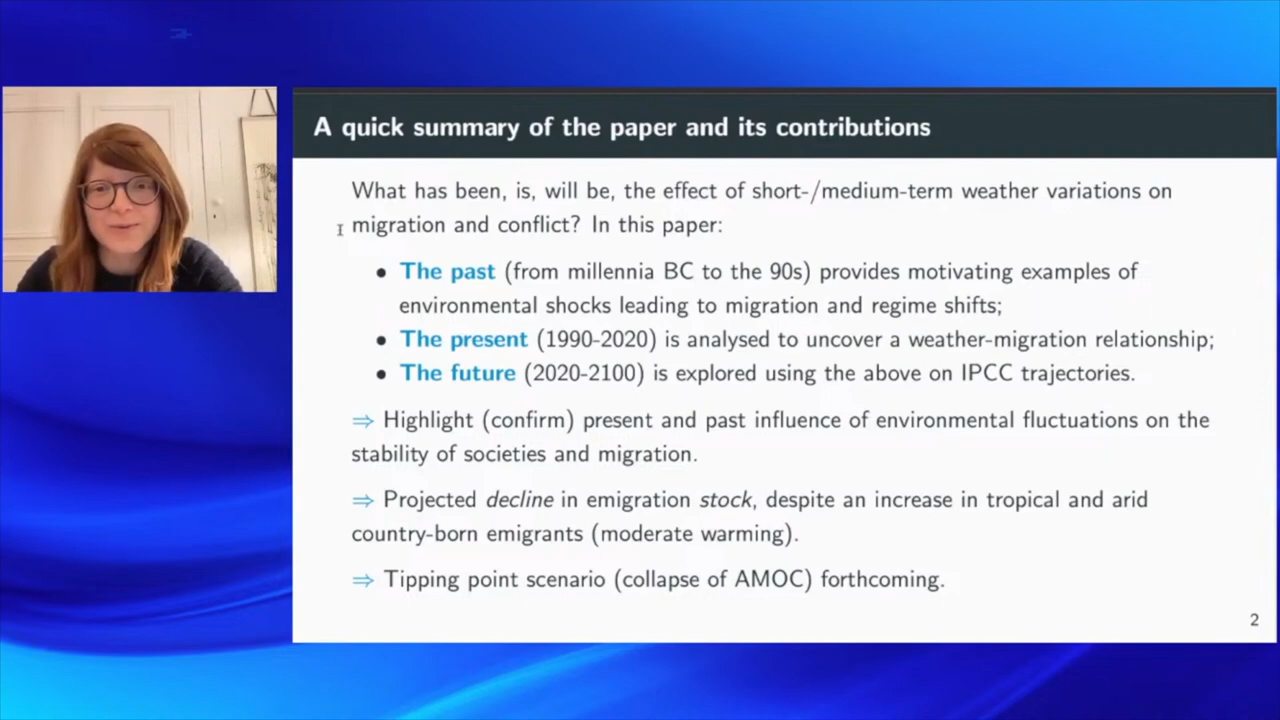 A quick summary of the paper and its contributions
What has been, is, will be, the effect of short-/medium-term weather variations on
migration and conflict? In this paper:
• The past (from millennia BC to the 90s) provides motivating examples of
environmental shocks leading to migration and regime shifts;
• The present (1990-2020) is analysed to uncover a weather-migration relationship;
• The future (2020-2100) is explored using the above on IPCC trajectories.
⇒ Highlight (confirm) present and past influence of environmental fluctuations on the
stability of societies and migration.
⇒ Projected decline in emigration stock, despite an increase in tropical and arid
country-born emigrants (moderate warming).
⇒ Tipping point scenario (collapse of AMOC) forthcoming.
2